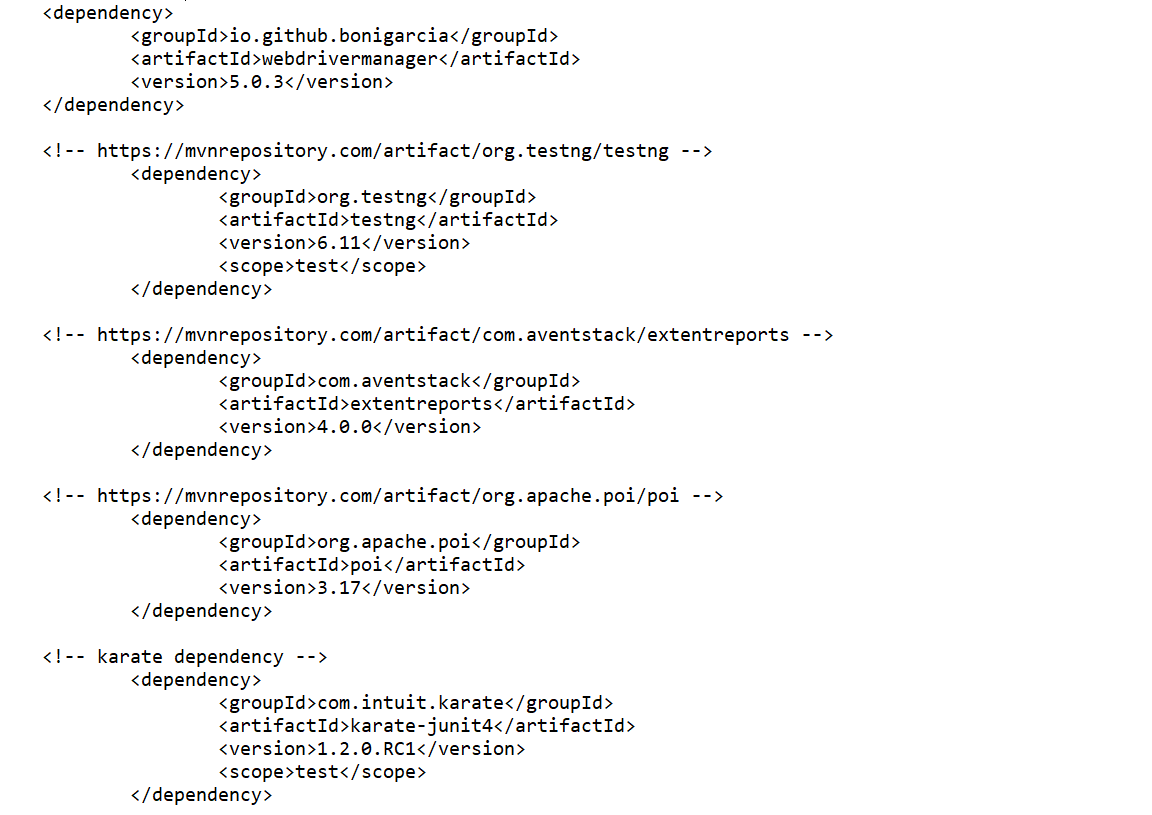 <dependency>
<groupId>io.github.bonigarcia</groupId>
<artifactId>webdrivermanager</artifactId>
<version>5.0.3</version>
</dependency>
<!-- https://mvnrepository.com/artifact/org.testng/testng -->
<dependency>
<groupId>org.testng</groupId>
<artifactId>testng</artifactId>
<version>6.11</version>
<scope>test</scope>
</dependency>
<!-- https://mvnrepository.com/artifact/com.aventstack/extentreports -->
<dependency>
<groupId>com.aventstack</groupId>
<artifactId>extentreports</artifactId>
<version>4.0.0</version>
</dependency>
<!-- https://mvnrepository.com/artifact/org.apache.poi/poi -->
<dependency>
<groupId>org.apache.poi</groupId>
<artifactId>poi</artifactId>
<version>3.17</version>
</dependency>
<!-- karate dependency -->
<dependency>
<groupId>com.intuit.karate</groupId>
<artifactId>karate-junit4</artifactId>
<version>1.2.0.RC1</version>
<scope>test</scope>
</dependency>